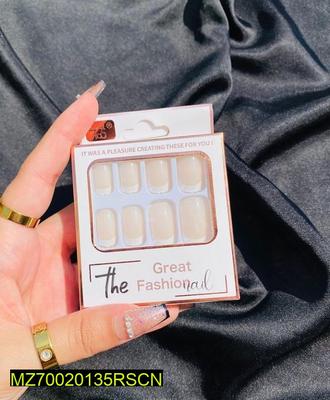 IT WAS A PLEASURE CREATING THESE FOR YOU !
The
Great
Fashion nail
MZ70020135RSCN